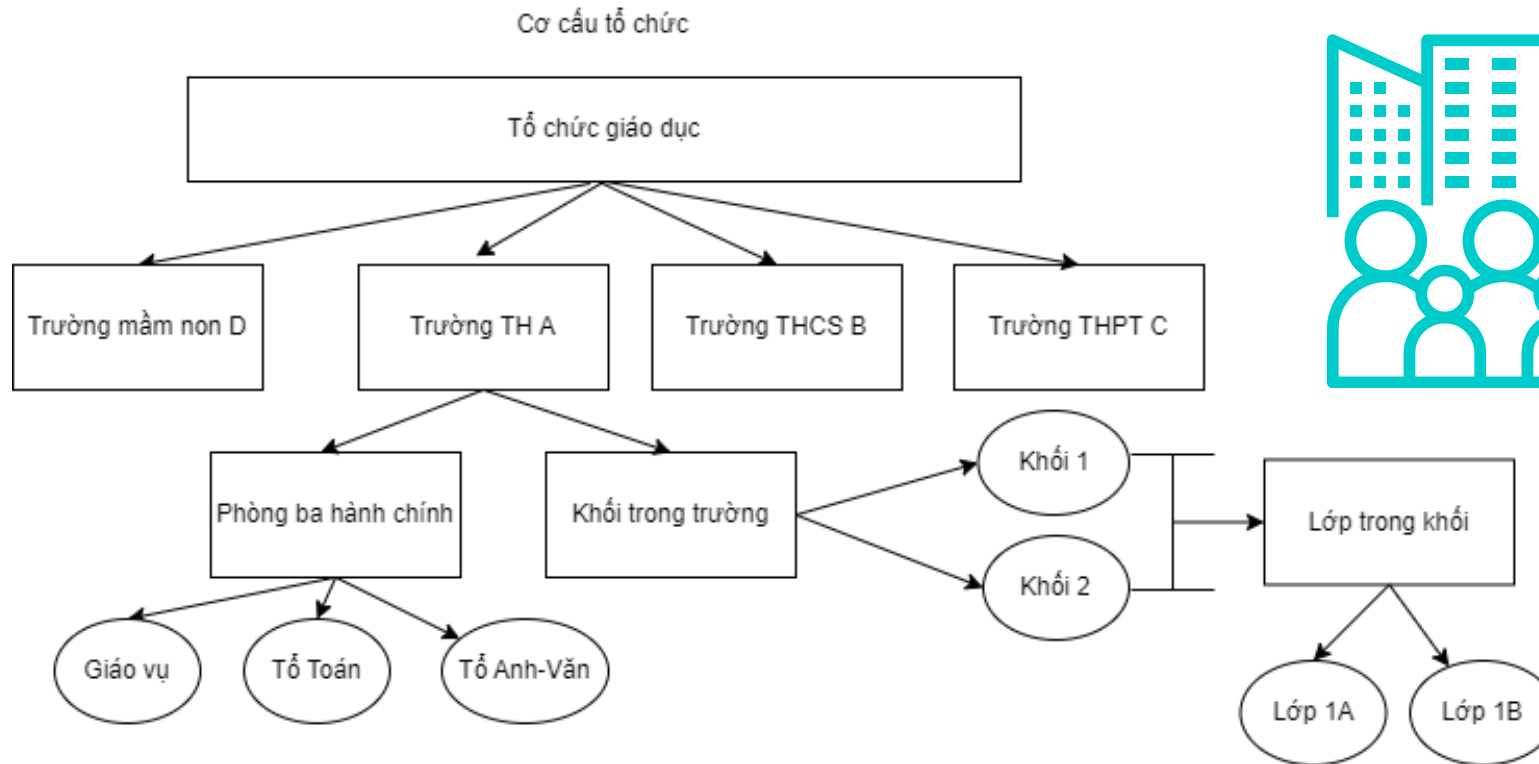 Cơ cấu tổ chức
Tổ chức giáo dục
Trường mầm non D
Trường TH A
Trường THCS B
Trường THPT C
Phòng ba hành chính
Khối trong trường
Khối 1
Khối 2
Lớp trong khối
Giáo vụ
Tổ Toán
Tổ Anh-Văn
Lớp 1A
Lớp 1B